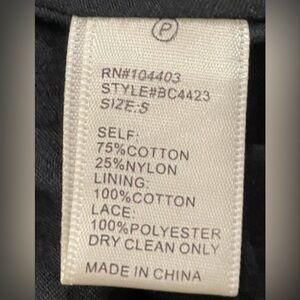 P
RN#104403
STYLE#BC4423
SIZE:S
SELF:
75%COTTON
25%NYLON
LINING:
100%COTTON
LACE:
100%POLYESTER
DRY CLEAN ONLY
MADE IN CHINA